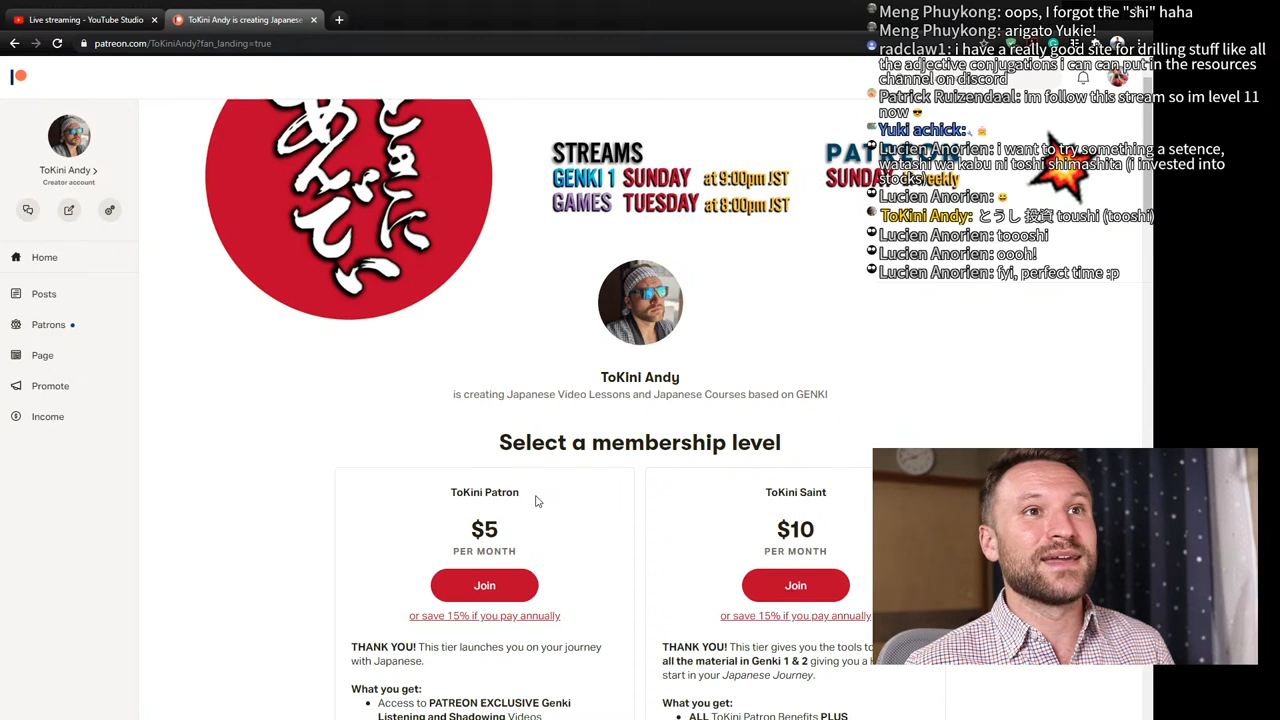 Live streaming - YouTube Studio
ToKini Andy is creating Japanese
patreon.com/ToKiniAndy?fan_landing=true
ToKini Andy
Creator account
Home
Posts
Patrons
Page
Promote
Income
ときに
あんでぃ
STREAMS
GENKI 1 SUNDAY at 9:00pm JST
GAMES TUESDAY at 8:00pm JST
ToKini Andy
is creating Japanese Video Lessons and Japanese Courses based on GENKI
Select a membership level
ToKini Patron
$5
PER MONTH
Join
or save 15% if you pay annually
THANK YOU! This tier launches you on your journey
with Japanese.
What you get:
Access to PATREON EXCLUSIVE Genki
Listening and Shadowing Videos
ToKini Saint
$10
PER MONTH
Join
or save 15% if you pay annually
THANK YOU! This tier gives you the tools to
all the material in Genki 1 & 2 giving you a
start in your Japanese Journey.
What you get:
ALL ToKini Patron Benefits PLUS
Meng Phuykong: oops, I forgot the "shi" haha
Meng Phuykong: arigato Yukie!
radclaw1: i have a really good site for drilling stuff like all
the adjective conjugations i can can put in the resources
channel on discord
Patrick Ruizendaal: im follow this stream so im level 11
now
Yuki achick:
Lucien Anorien: i want to try something a setence,
watashi wa kabu ni toshi shimashita (i invested into
stocks)
Lucien Anorien:
ToKini Andy: とうし 投資 toushi (tooshi)
Lucien Anorien: toooshi
Lucien Anorien: oooh!
Lucien Anorien: fyi, perfect time :p